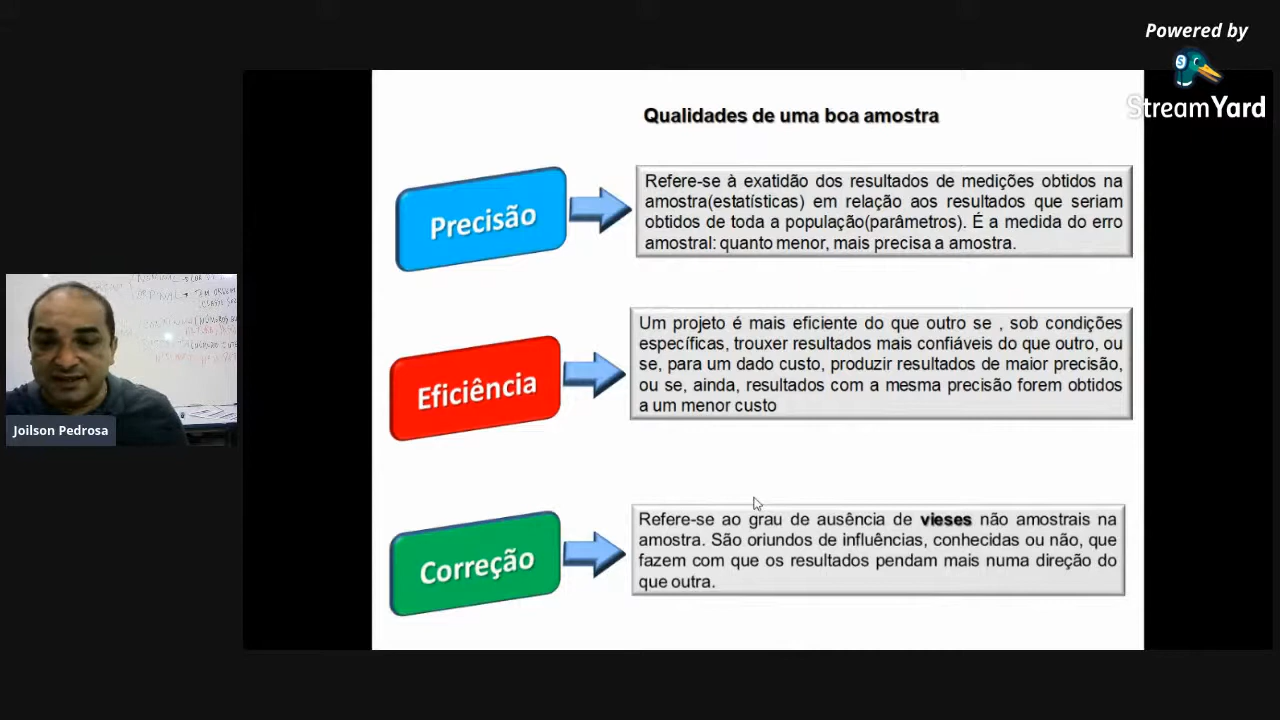 Powered by
StreamYard
Qualidades de uma boa amostra
Precisão
Refere-se à exatidão dos resultados de medições obtidos na
amostra(estatísticas) em relação aos resultados que seriam
obtidos de toda a população(parâmetros). É a medida do erro
amostral: quanto menor, mais precisa a amostra.
Eficiência
Um projeto é mais eficiente do que outro se , sob condições
específicas, trouxer resultados mais confiáveis do que outro, ou
se, para um dado custo, produzir resultados de maior precisão,
ou se, ainda, resultados com a mesma precisão forem obtidos
a um menor custo
Correção
Refere-se ao grau de ausência de vieses não amostrais na
amostra. São oriundos de influências, conhecidas ou não, que
fazem com que os resultados pendam mais numa direção do
que outra.
Joilson Pedrosa